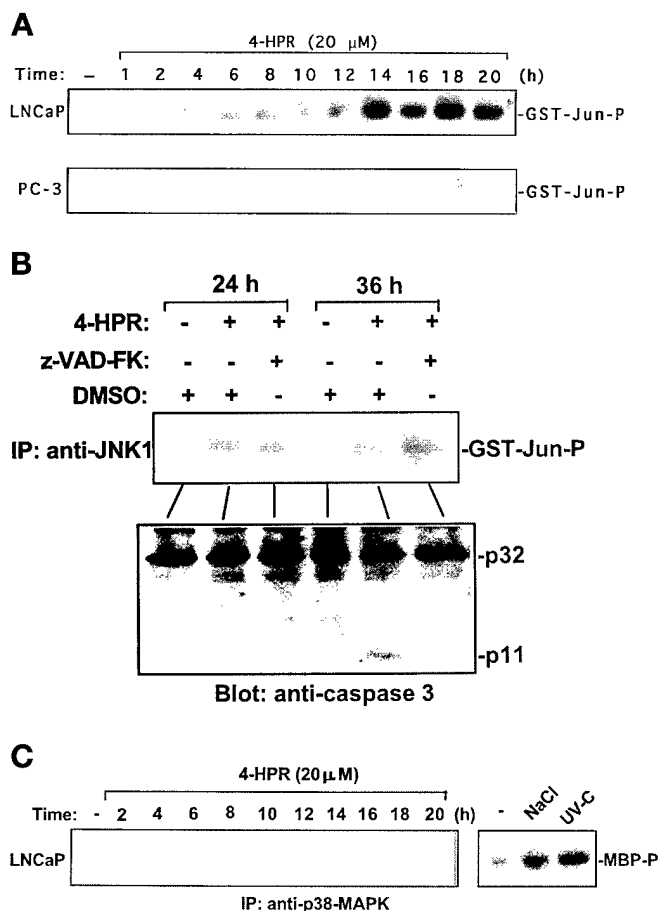 A
4-HPR (20 μM)
Time: – 1 2 4 6 8 10 12 14 16 18 20 (h)
LNCaP -GST-Jun-P
PC-3 -GST-Jun-P
B
24 h 36 h
4-HPR: - + + - + +
z-VAD-FK: - - + - - +
DMSO: + + - + + -
IP: anti-JNK1 -GST-Jun-P
-p32
-p11
Blot: anti-caspase 3
C
4-HPR (20 μM)
Time: - 2 4 6 8 10 12 14 16 18 20 (h) - NaCl UV-C
LNCaP -MBP-P
IP: anti-p38-MAPK